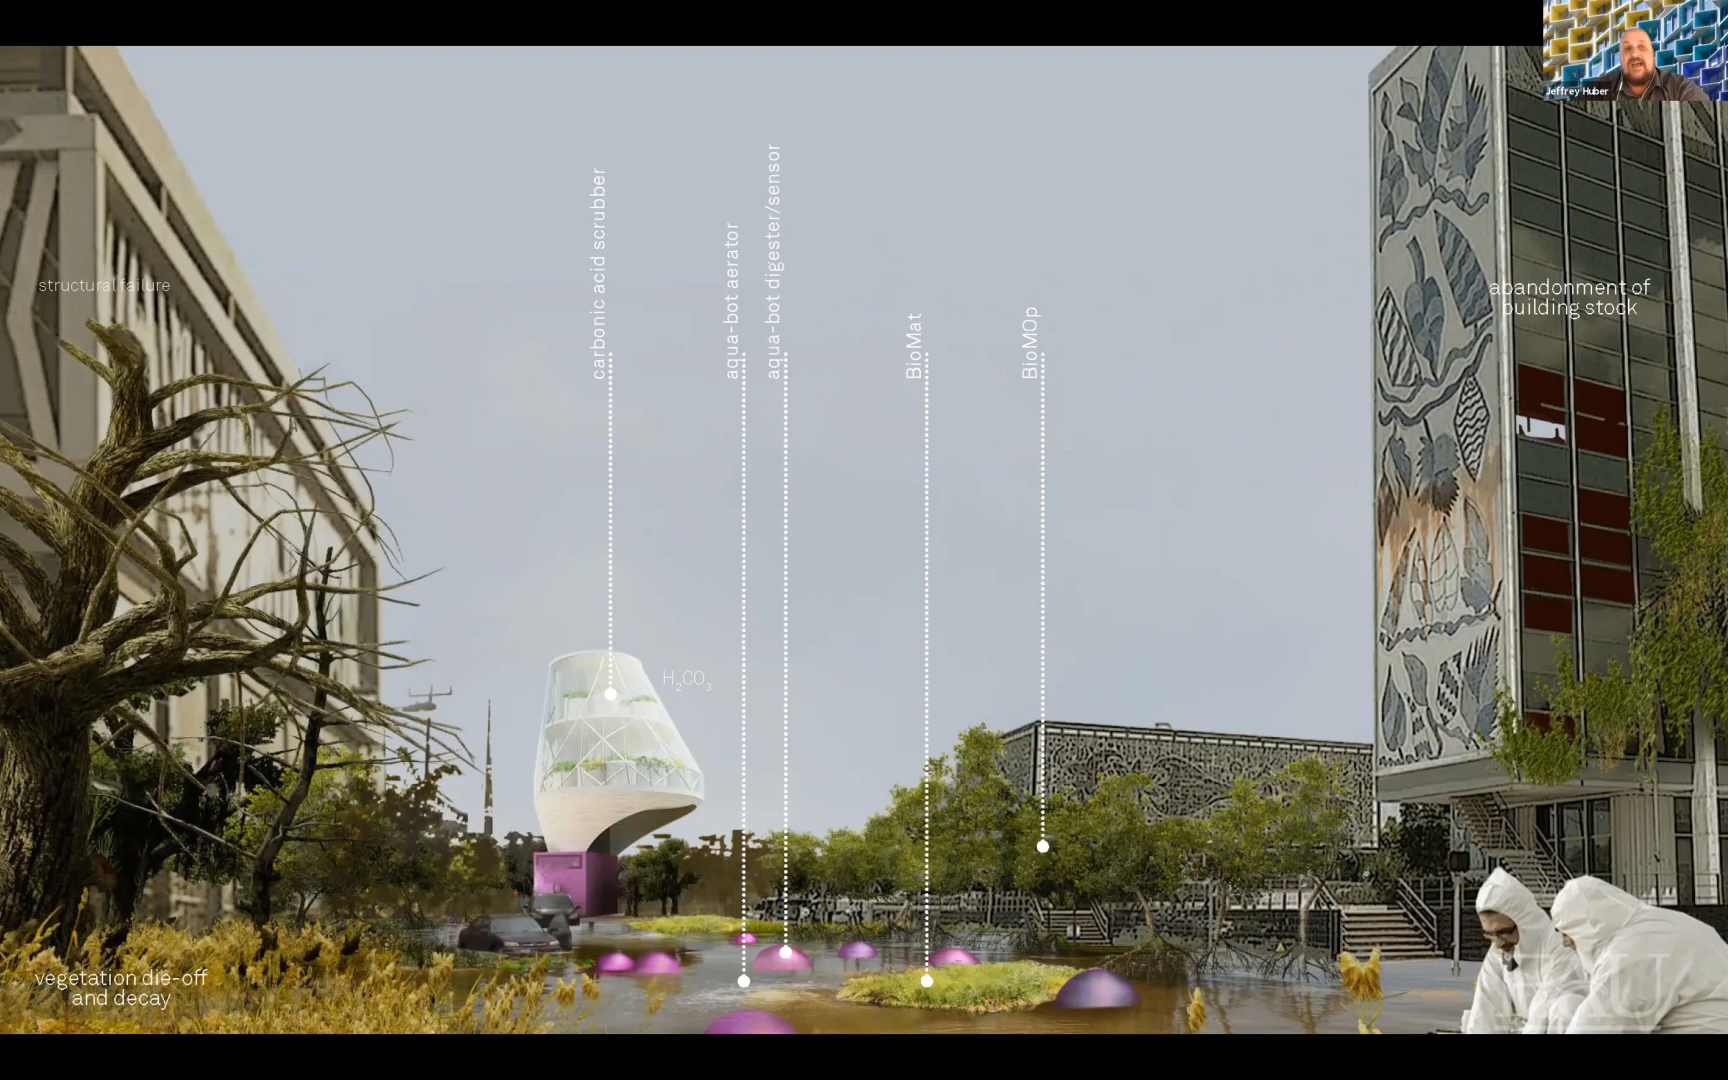 Jeffrey Huber
carbonic acid scrubber
aqua-bot aerator
aqua-bot digester/sensor
BioMat
BioMOp
structural failure
abandonment of
building stock
H₂CO₃
vegetation die-off
and decay
FAU